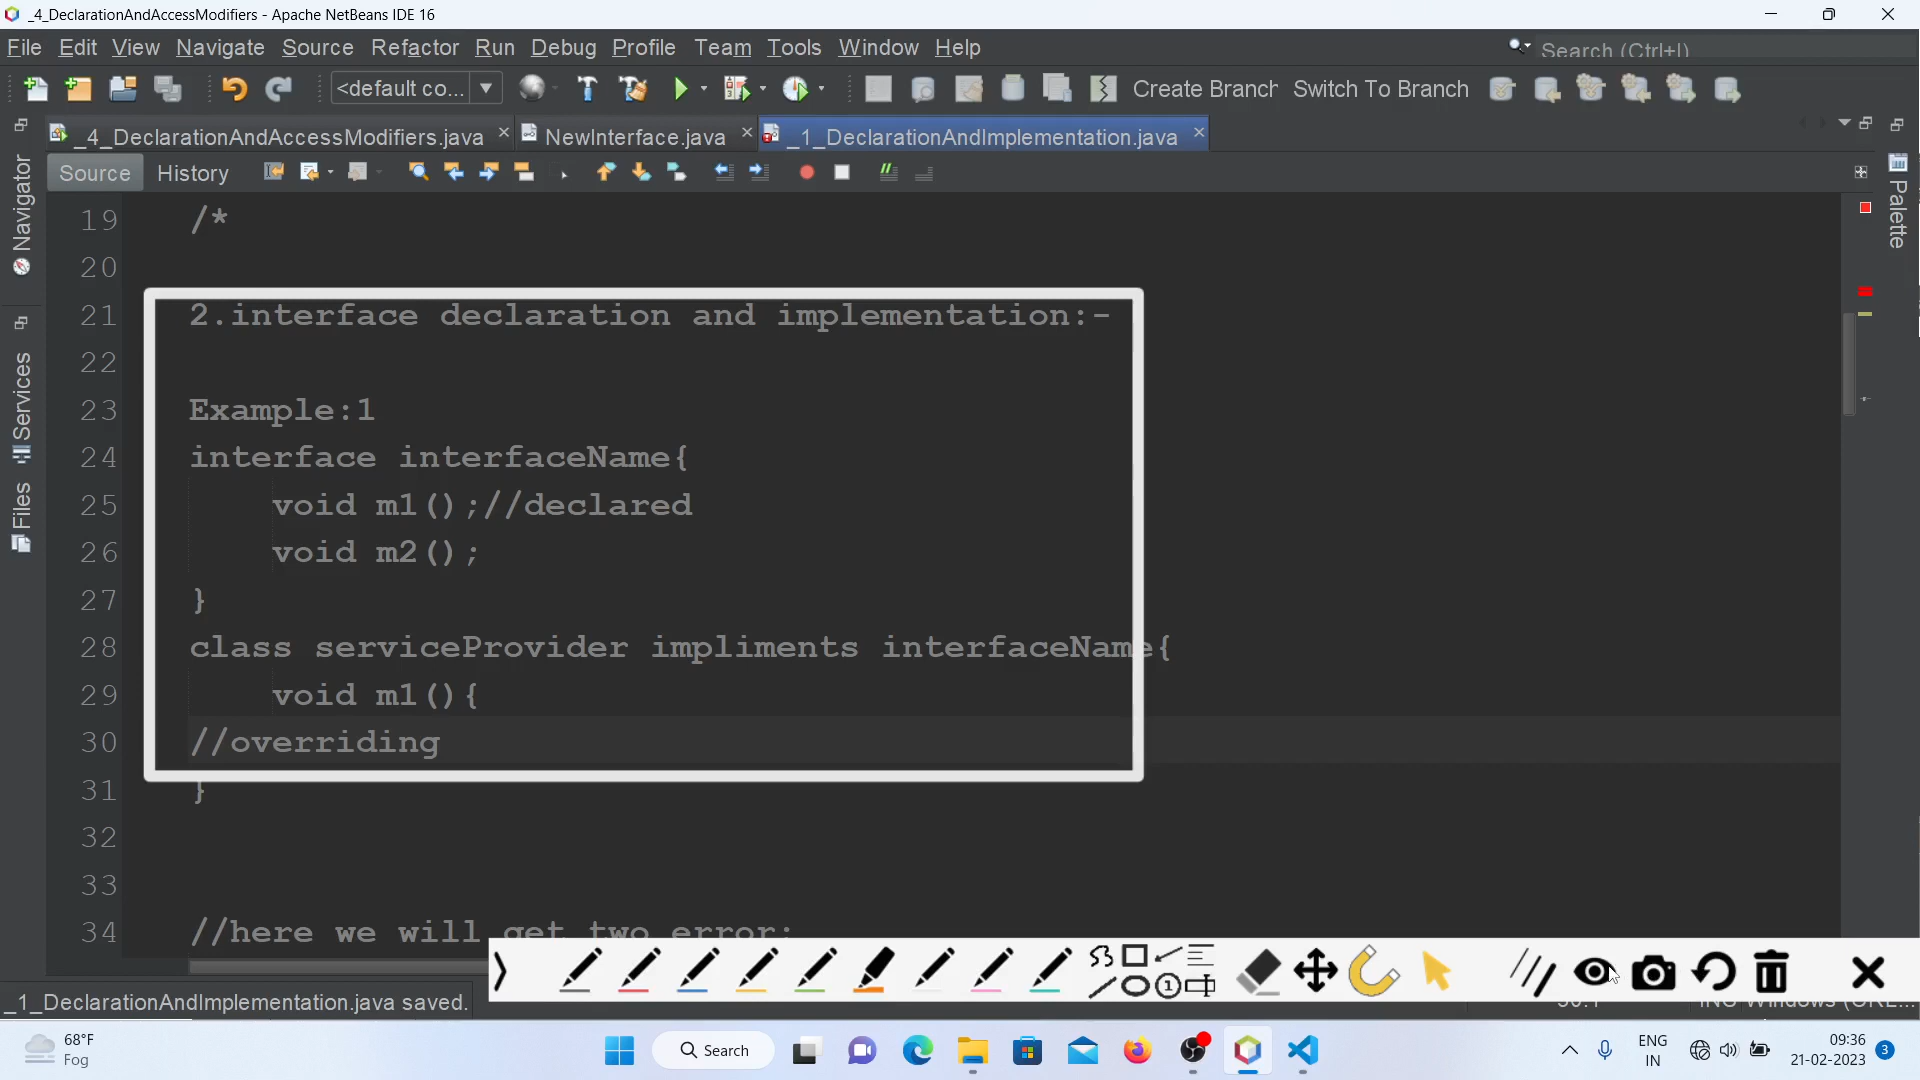 _4_DeclarationAndAccessModifiers - Apache NetBeans IDE 16
File Edit View Navigate Source Refactor Run Debug Profile Team Tools Window Help
Search (Ctrl+I)
<default co...
Create Branch Switch To Branch
_4_DeclarationAndAccessModifiers.java
NewInterface.java
_1_DeclarationAndImplementation.java
Source History
Navigator
Services
Files
Palette
19 /*
20
21 2.interface declaration and implementation:-
22
23 Example:1
24 interface interfaceName{
25 void m1();//declared
26 void m2();
27 }
28 class serviceProvider impliments interfaceName{
29 void m1(){
30 //overriding
31 }
32
33
34 //here we will get two error:
_1_DeclarationAndImplementation.java saved.
68°F
Fog
Search
ENG
IN
09:36
21-02-2023
3